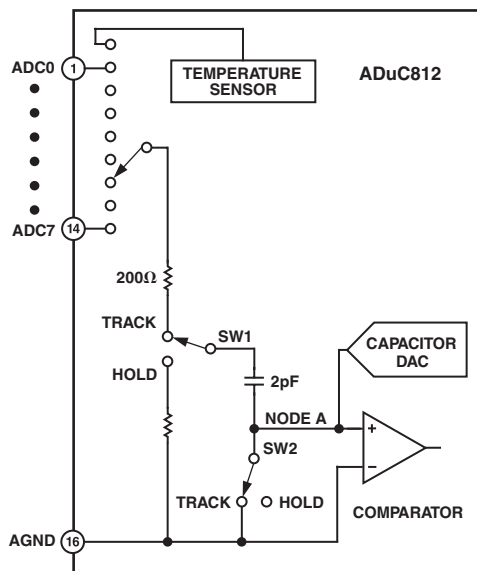 ADuC812
TEMPERATURE
SENSOR
ADC0
1
ADC7
14
200Ω
TRACK
SW1
HOLD
2pF
CAPACITOR
DAC
NODE A
+
SW2
−
TRACK
HOLD
COMPARATOR
AGND
16